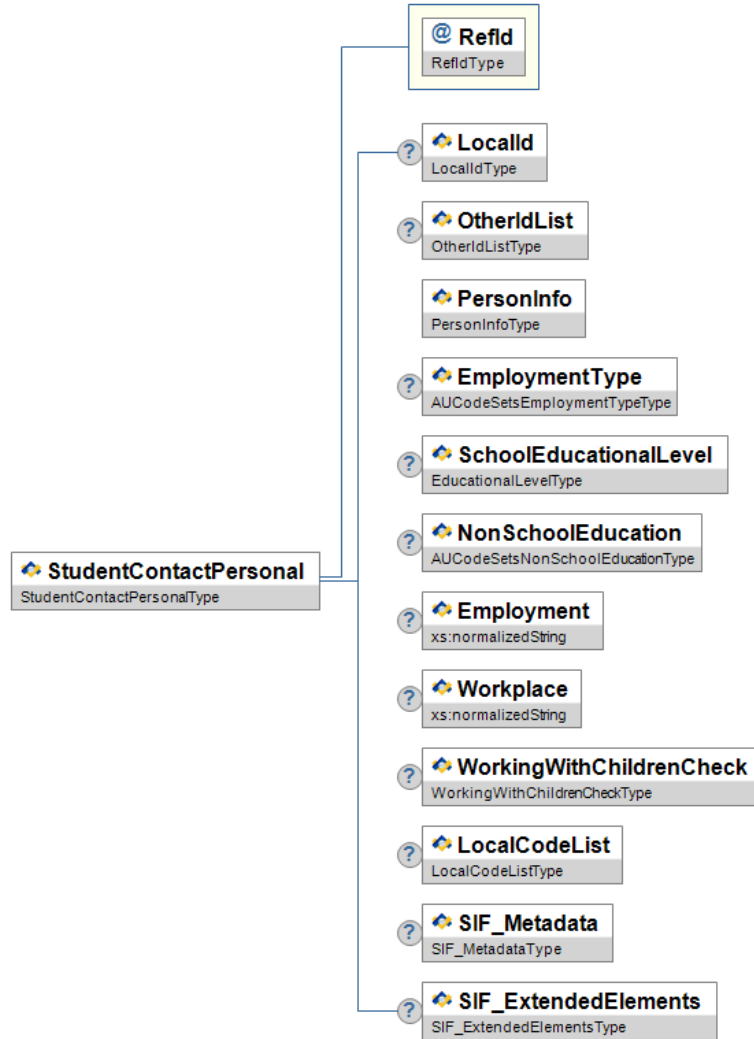 @ RefId
RefIdType
? LocalId
LocalIdType
? OtherIdList
OtherIdListType
PersonInfo
PersonInfoType
? EmploymentType
AUCodeSetsEmploymentTypeType
? SchoolEducationalLevel
EducationalLevelType
? NonSchoolEducation
AUCodeSetsNonSchoolEducationType
StudentContactPersonal
StudentContactPersonalType
? Employment
xs:normalizedString
? Workplace
xs:normalizedString
? WorkingWithChildrenCheck
WorkingWithChildrenCheckType
? LocalCodeList
LocalCodeListType
? SIF_Metadata
SIF_MetadataType
? SIF_ExtendedElements
SIF_ExtendedElementsType